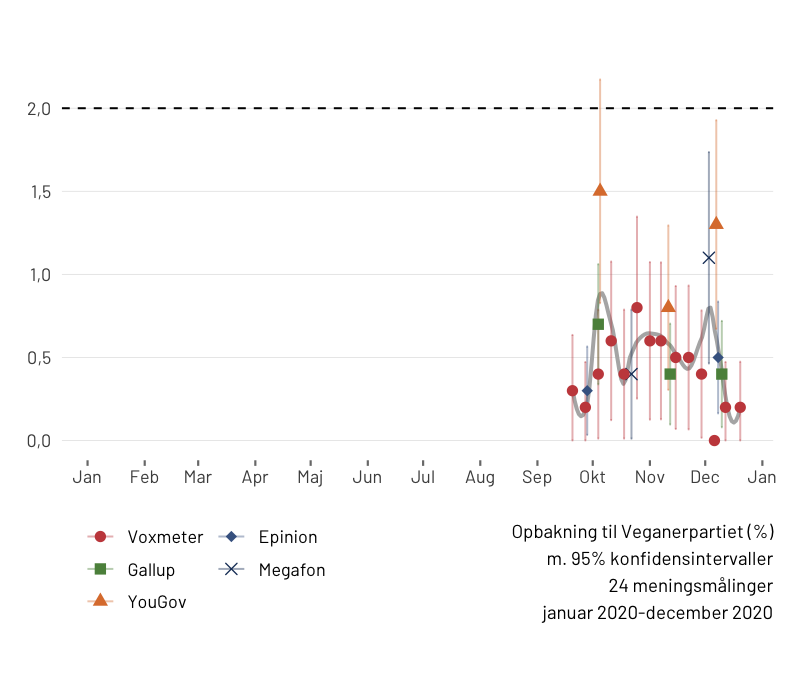 2,0
1,5
1,0
0,5
0,0
Jan Feb Mar Apr Maj Jun Jul Aug Sep Okt Nov Dec Jan
Voxmeter Epinion
Gallup Megafon
YouGov
Opbakning til Veganerpartiet (%)
m. 95% konfidensintervaller
24 meningsmålinger
januar 2020-december 2020